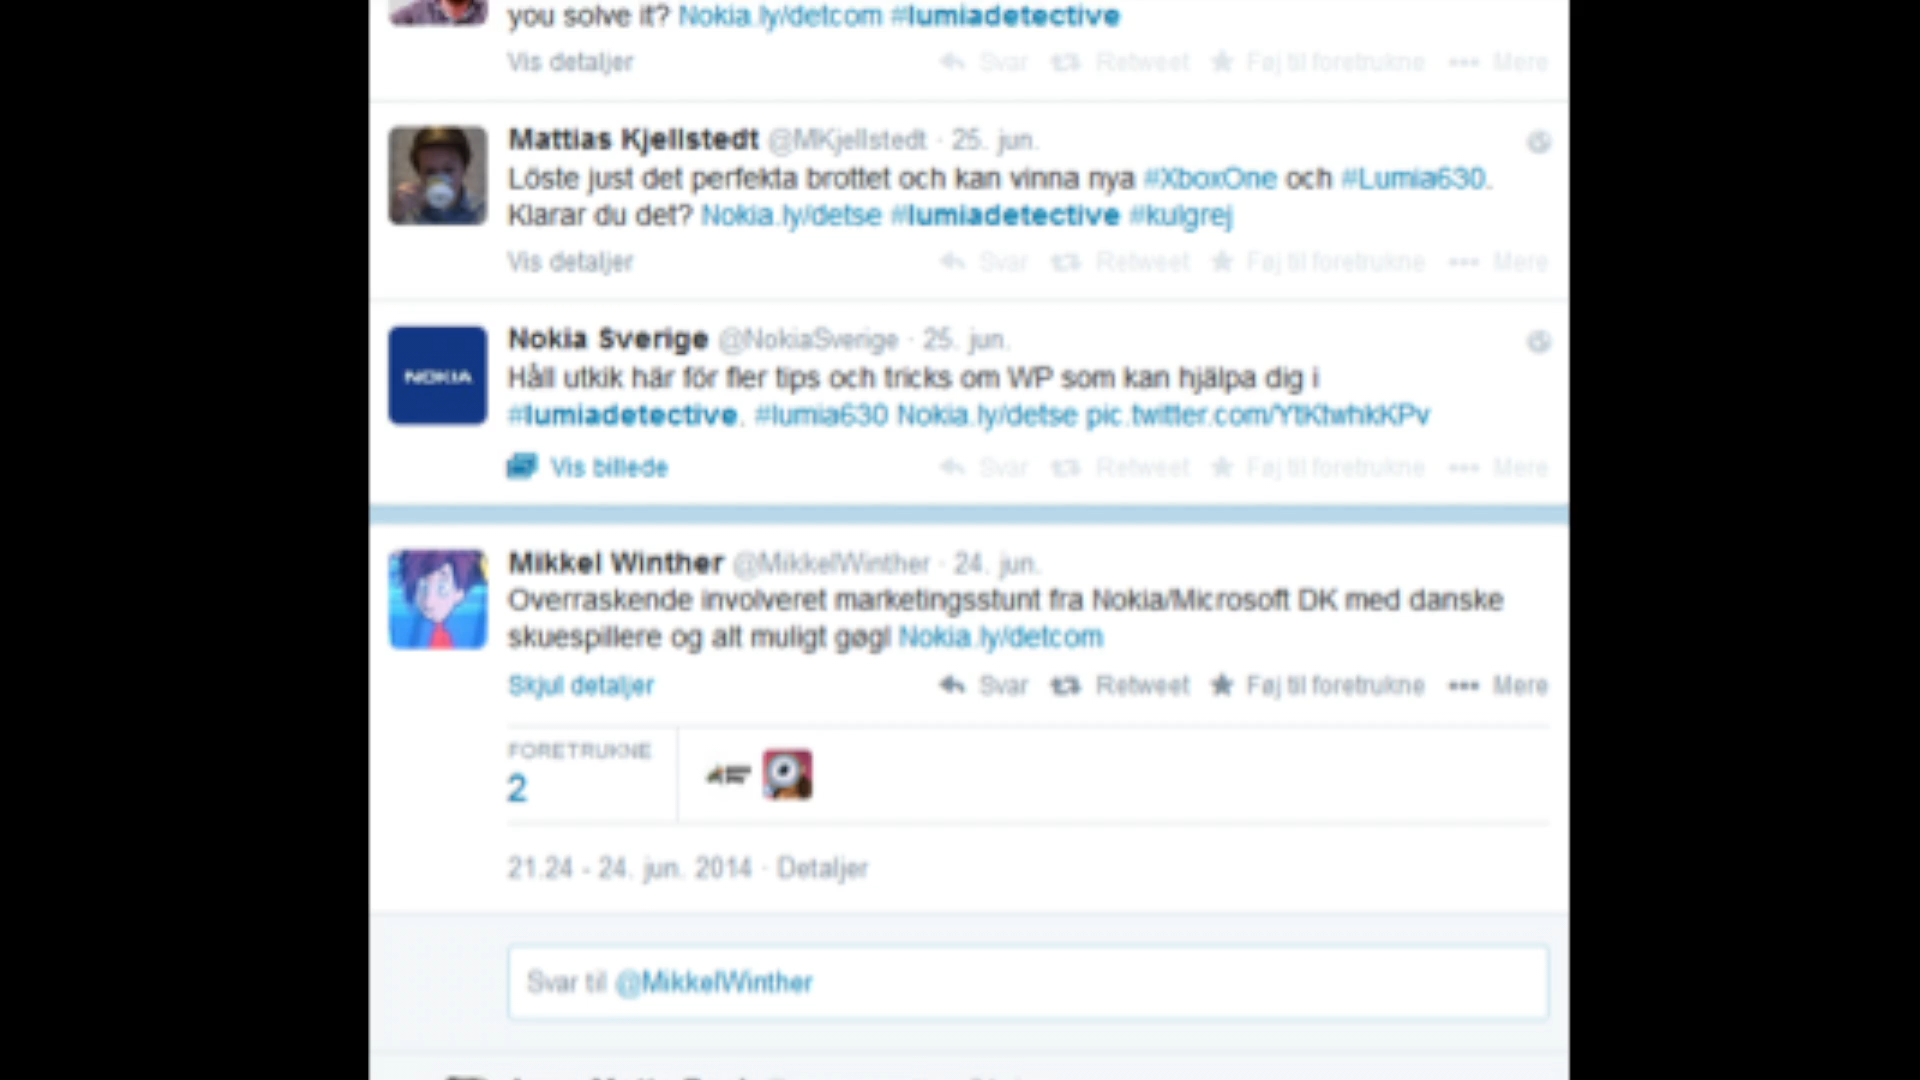 you solve it? Nokia.ly/detcom #lumiadetective
Vis detaljer Svar Retweet Føj til foretrukne Mere
Mattias Kjellstedt @MKjellstedt · 25. jun.
Löste just det perfekta brottet och kan vinna nya #XboxOne och #Lumia630.
Klarar du det? Nokia.ly/detse #lumiadetective #kulgrej
Vis detaljer Svar Retweet Føj til foretrukne Mere
NOKIA
Nokia Sverige @NokiaSverige · 25. jun.
Håll utkik här för fler tips och tricks om WP som kan hjälpa dig i
#lumiadetective. #lumia630 Nokia.ly/detse pic.twitter.com/YtKtwhkKPv
Vis billede Svar Retweet Føj til foretrukne Mere
Mikkel Winther @MikkelWinther · 24. jun.
Overraskende involveret marketingsstunt fra Nokia/Microsoft DK med danske
skuespillere og alt muligt gøgl Nokia.ly/detcom
Skjul detaljer Svar Retweet Føj til foretrukne Mere
FORETRUKNE
2
21.24 - 24. jun. 2014 · Detaljer
Svar til @MikkelWinther